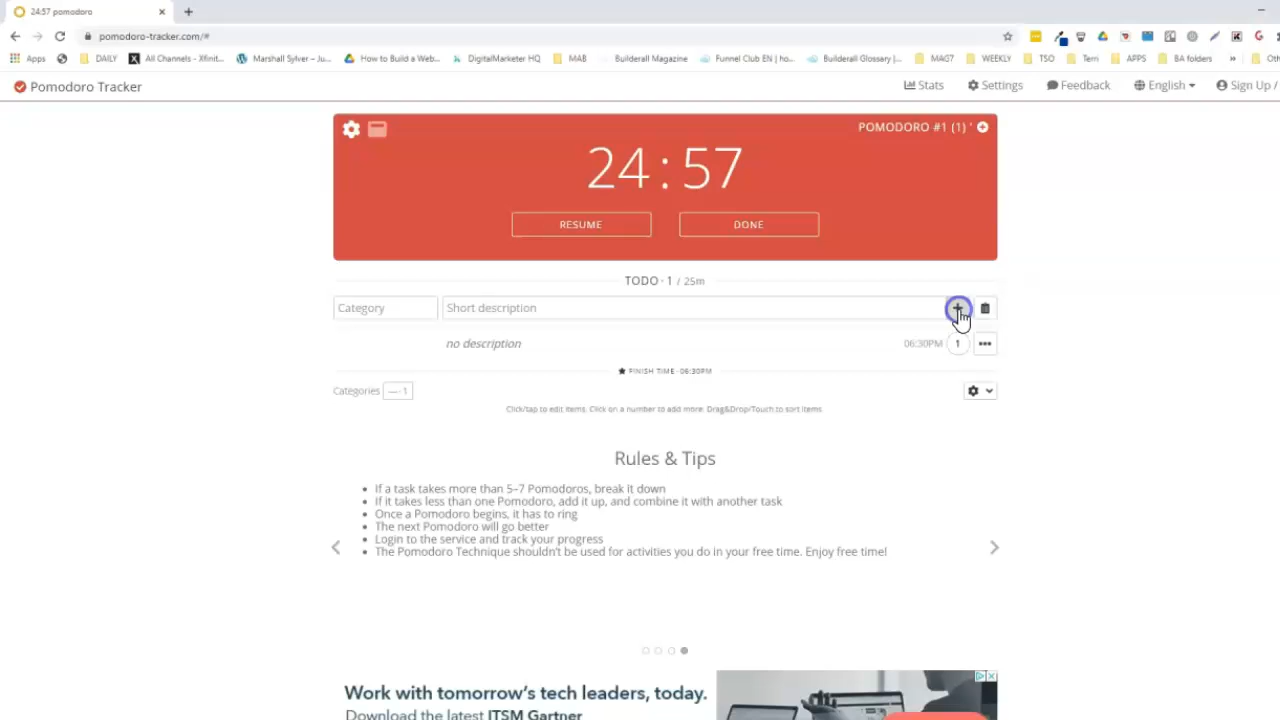 24:57 pomodoro
pomodoro-tracker.com/#
Apps DAILY All Channels - Xfinit... Marshall Sylver – Ju... How to Build a Web... DigitalMarketer HQ MAB Builderall Magazine Funnel Club EN | ho... Builderall Glossary |... MAG7 WEEKLY TSO Tem APPS BA folders » Oth
Pomodoro Tracker Stats Settings Feedback English Sign Up /
POMODORO #1 (1) '
24 : 57
RESUME DONE
TODO · 1 / 25m
Category Short description
no description 06:30PM 1
FINISH TIME · 06:30PM
Categories — · 1
Click/tap to edit items. Click on a number to add more. Drag&Drop/Touch to sort items.
Rules & Tips
• If a task takes more than 5–7 Pomodoros, break it down
• If it takes less than one Pomodoro, add it up, and combine it with another task
• Once a Pomodoro begins, it has to ring
• The next Pomodoro will go better
• Login to the service and track your progress
• The Pomodoro Technique shouldn't be used for activities you do in your free time. Enjoy free time!
Work with tomorrow's tech leaders, today.
Download the latest ITSM Gartner